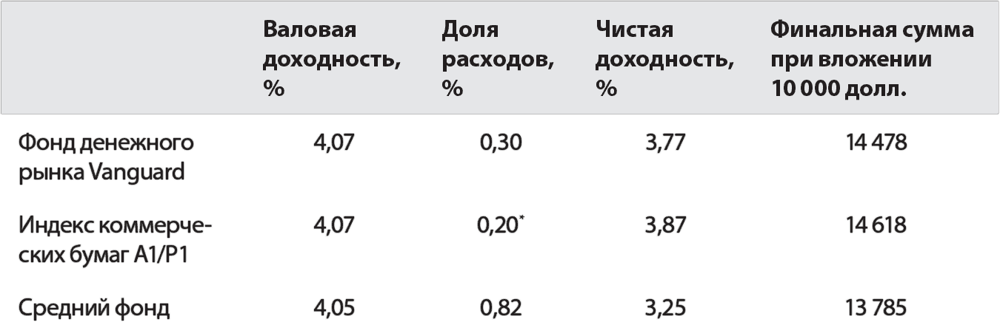 Валовая доходность, %
Доля расходов, %
Чистая доходность, %
Финальная сумма при вложении 10 000 долл.
Фонд денежного рынка Vanguard
4,07
0,30
3,77
14 478
Индекс коммерче-
ских бумаг A1/P1
4,07
0,20*
3,87
14 618
Средний фонд
4,05
0,82
3,25
13 785